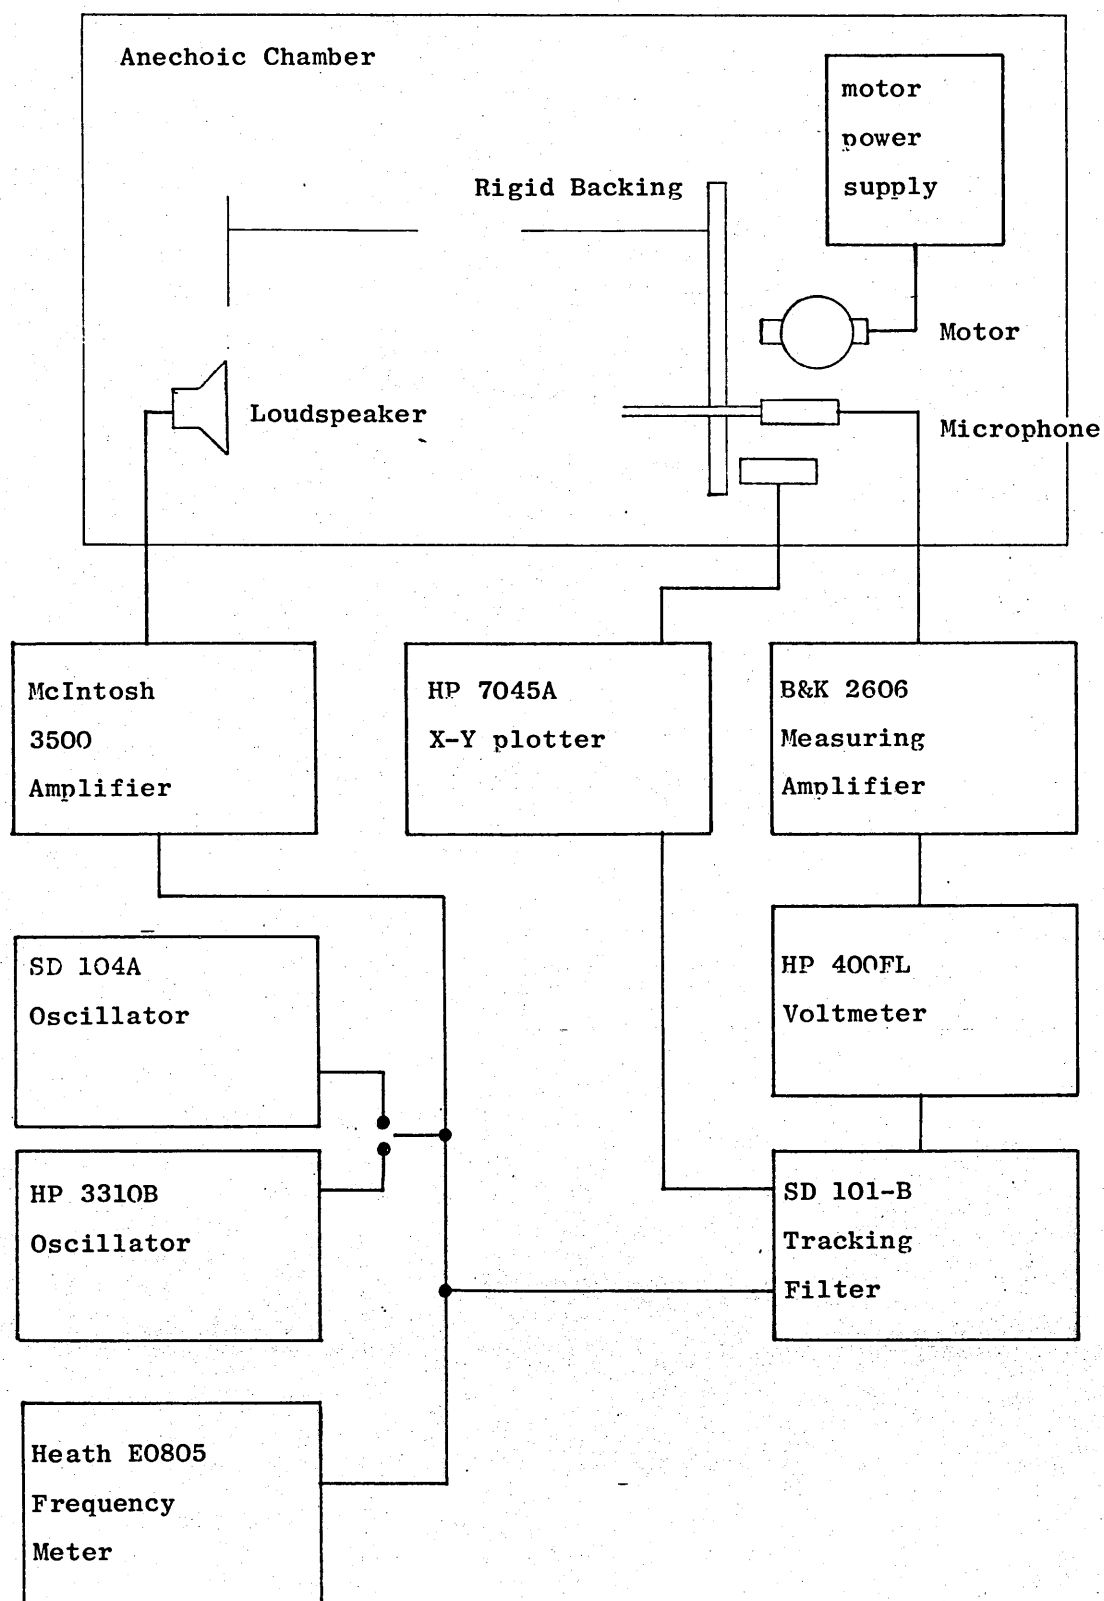 Anechoic Chamber
motor
power
supply
Rigid Backing
Motor
Loudspeaker
Microphone
McIntosh
3500
Amplifier
HP 7045A
X-Y plotter
B&K 2606
Measuring
Amplifier
SD 104A
Oscillator
HP 400FL
Voltmeter
HP 3310B
Oscillator
SD 101-B
Tracking
Filter
Heath EO805
Frequency
Meter